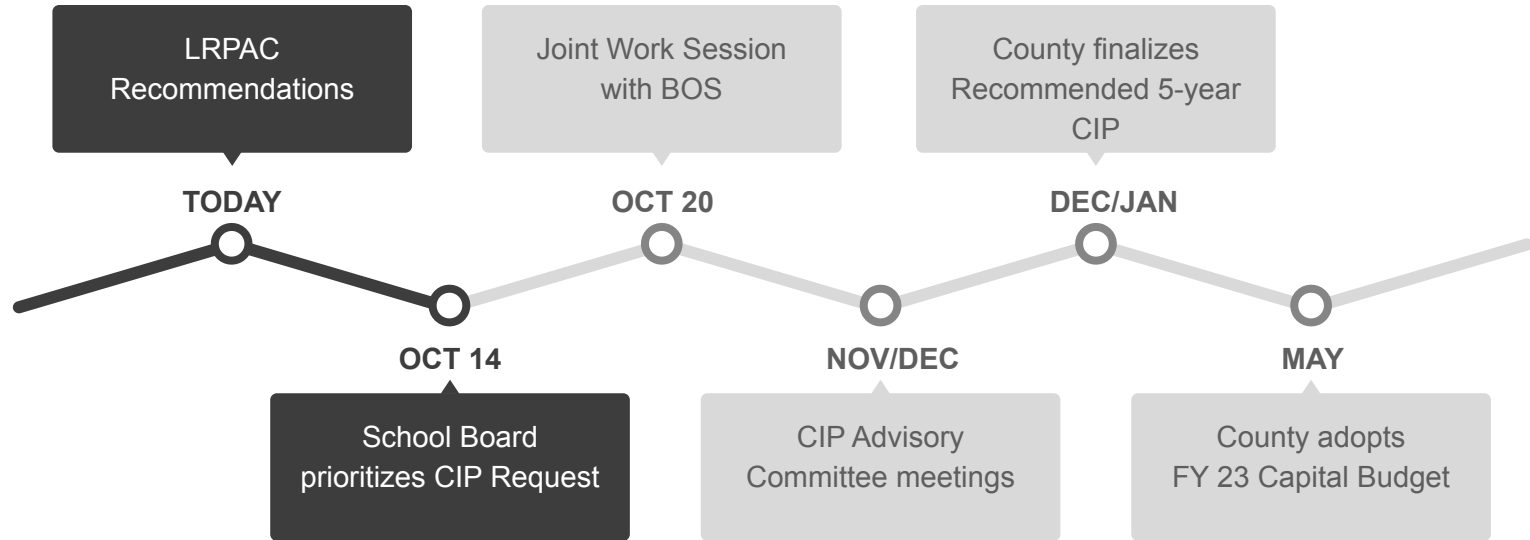 LRPAC
Recommendations
TODAY
OCT 14
School Board
prioritizes CIP Request
Joint Work Session
with BOS
OCT 20
NOV/DEC
CIP Advisory
Committee meetings
County finalizes
Recommended 5-year
CIP
DEC/JAN
MAY
County adopts
FY 23 Capital Budget